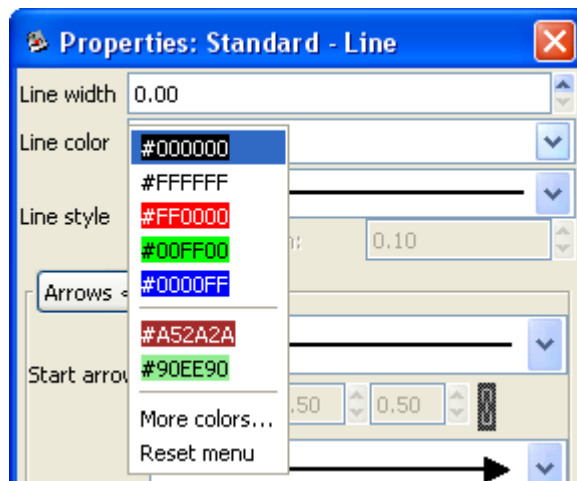 Properties: Standard - Line
Line width 0.00
Line color
#000000
#FFFFFF
#FF0000
Line style
#00FF00
0.10
#0000FF
Arrows
#A52A2A
Start arrow
#90EE90
.50 0.50
More colors...
Reset menu